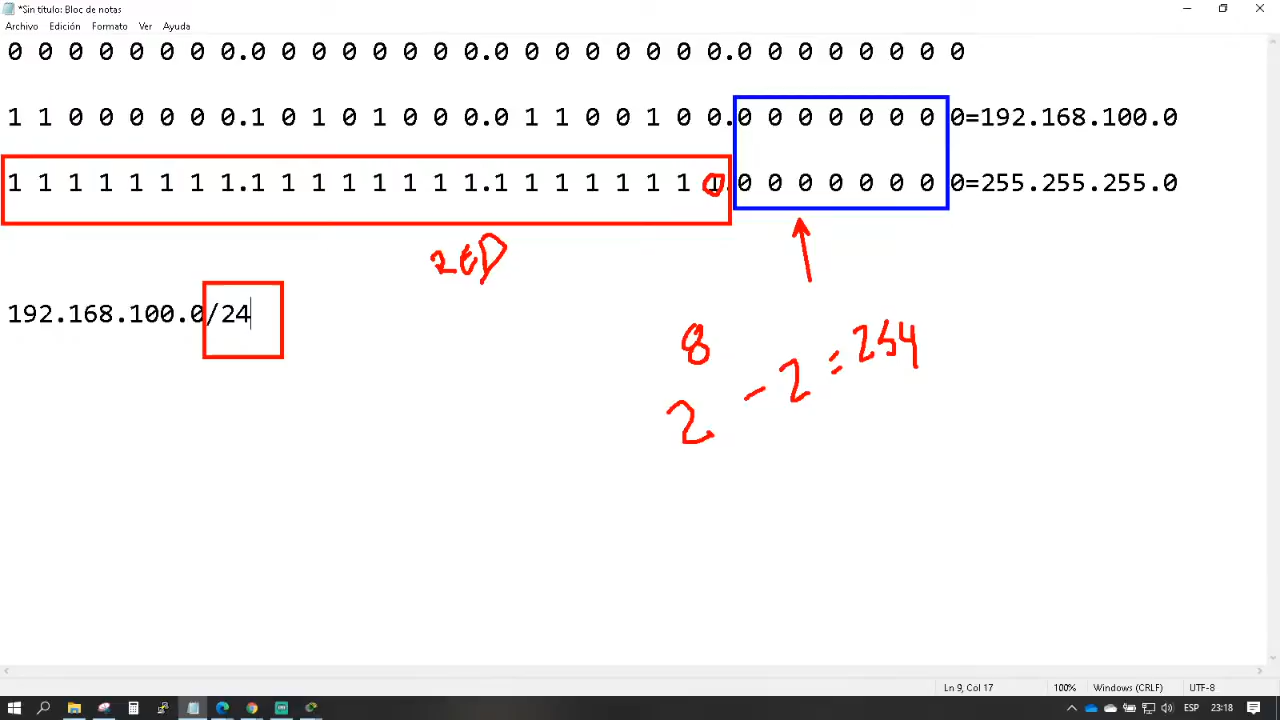 *Sin título: Bloc de notas
Archivo Edición Formato Ver Ayuda
0 0 0 0 0 0 0 0.0 0 0 0 0 0 0 0.0 0 0 0 0 0 0 0.0 0 0 0 0 0 0 0
1 1 0 0 0 0 0 0.1 0 1 0 1 0 0 0.0 1 1 0 0 1 0 0.0 0 0 0 0 0 0 0=192.168.100.0
1 1 1 1 1 1 1 1.1 1 1 1 1 1 1 1.1 1 1 1 1 1 1 1.0 0 0 0 0 0 0 0=255.255.255.0
RED
192.168.100.0/24
8
2 - 2 = 254
Ln 9, Col 17 100% Windows (CRLF) UTF-8
ESP 23:18